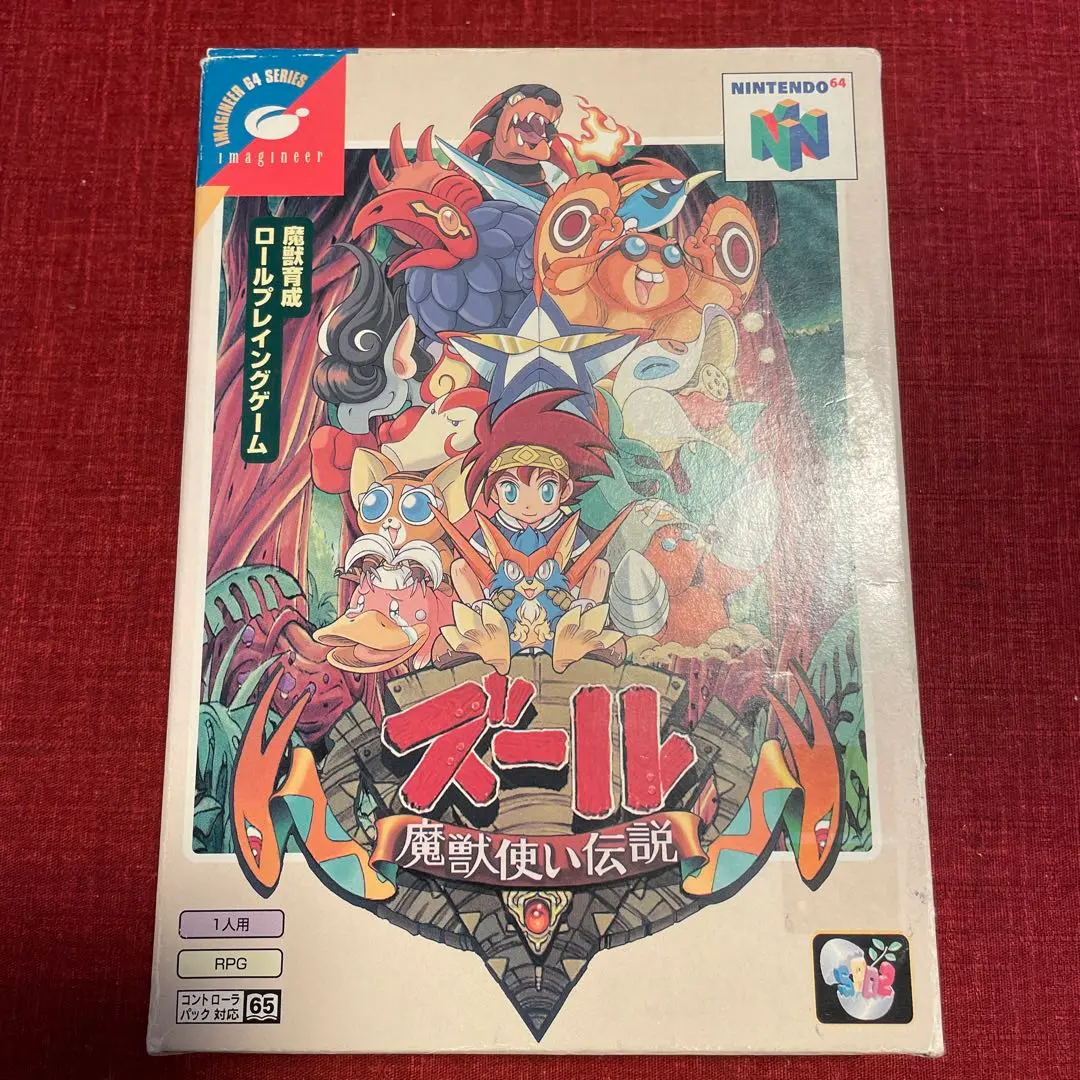 IMAGINEER 64 SERIES
imagineer
NINTENDO64
魔獣育成
ロールプレイングゲーム
ズール
魔獣使い伝説
1人用
RPG
コントローラ
パック対応 65